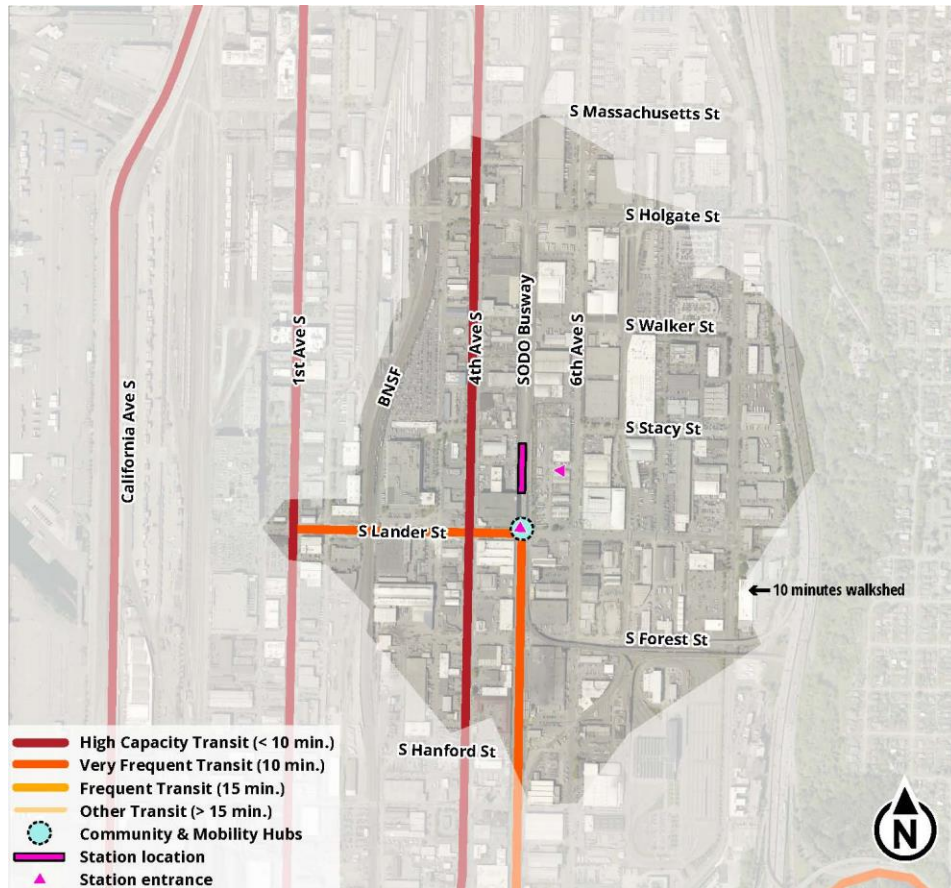 S Massachusetts St
S Holgate St
S Walker St
1st Ave S
4th Ave S
SODO Busway
6th Ave S
BNSF
California Ave S
S Stacy St
S Lander St
10 minutes walkshed
S Forest St
S Hanford St
High Capacity Transit (< 10 min.)
Very Frequent Transit (10 min.)
Frequent Transit (15 min.)
Other Transit (> 15 min.)
Community & Mobility Hubs
Station location
Station entrance
N